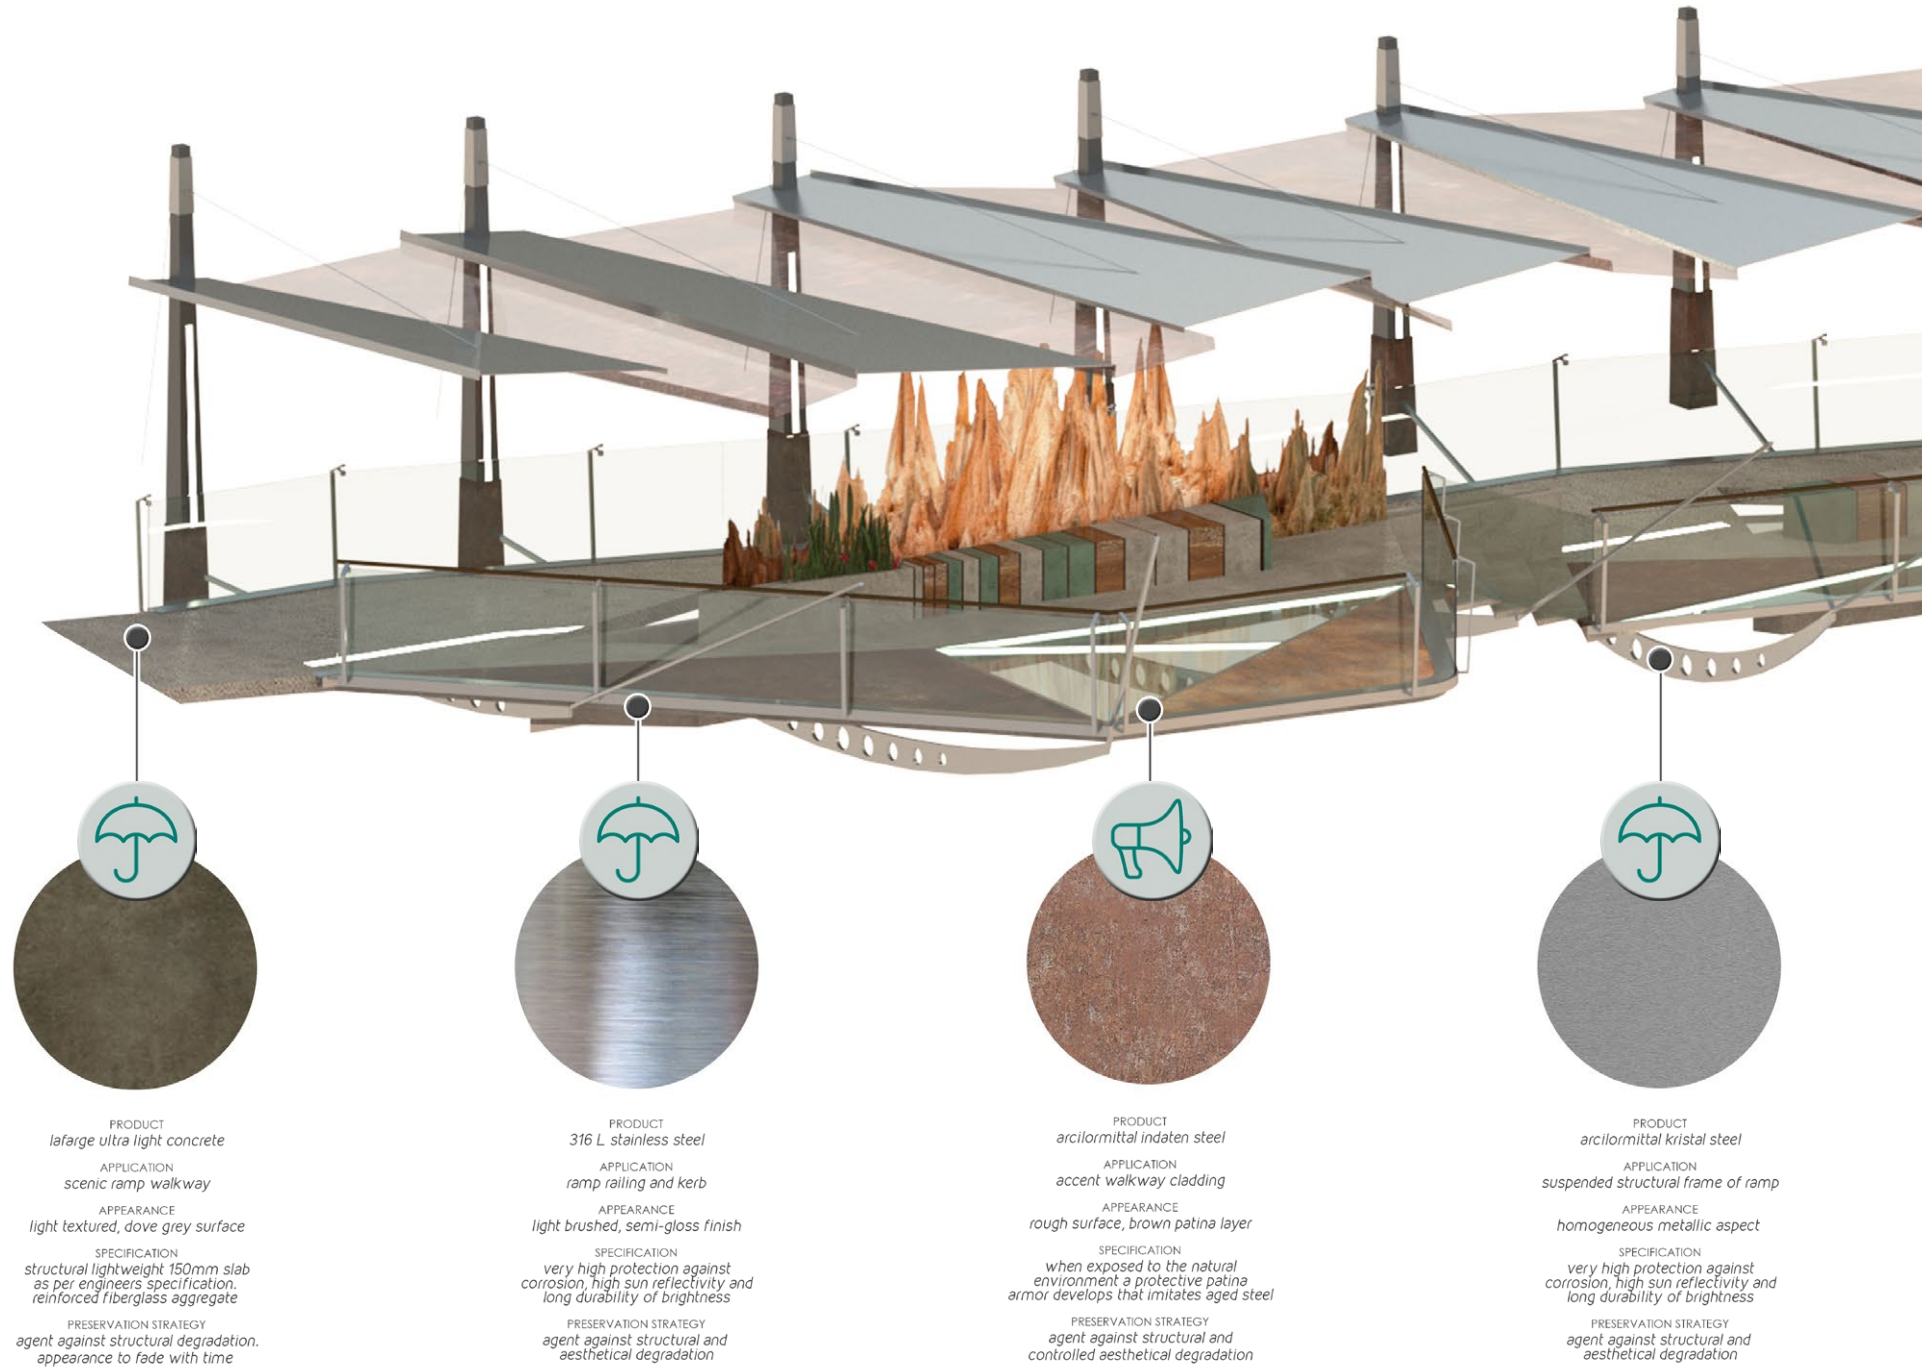 PRODUCT
lafarge ultra light concrete
APPLICATION
scenic ramp walkway
APPEARANCE
light textured, dove grey surface
SPECIFICATION
structural lightweight 150mm slab
as per engineers specification.
reinforced fiberglass aggregate
PRESERVATION STRATEGY
agent against structural degradation.
appearance to fade with time
PRODUCT
316 L stainless steel
APPLICATION
ramp railing and kerb
APPEARANCE
light brushed, semi-gloss finish
SPECIFICATION
very high protection against
corrosion, high sun reflectivity and
long durability of brightness
PRESERVATION STRATEGY
agent against structural and
aesthetical degradation
PRODUCT
arcilormittal indaten steel
APPLICATION
accent walkway cladding
APPEARANCE
rough surface, brown patina layer
SPECIFICATION
when exposed to the natural
environment a protective patina
armor develops that imitates aged steel
PRESERVATION STRATEGY
agent against structural and
controlled aesthetical degradation
PRODUCT
arcilormittal kristal steel
APPLICATION
suspended structural frame of ramp
APPEARANCE
homogeneous metallic aspect
SPECIFICATION
very high protection against
corrosion, high sun reflectivity and
long durability of brightness
PRESERVATION STRATEGY
agent against structural and
aesthetical degradation